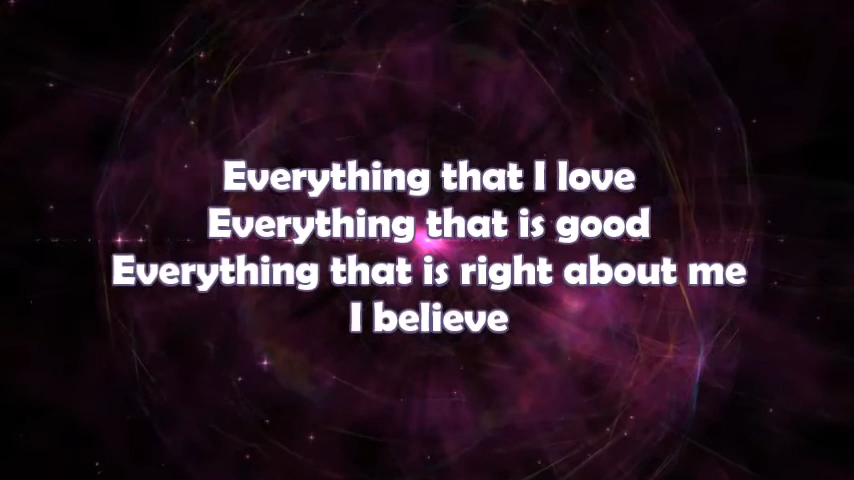 Everything that I love
Everything that is good
Everything that is right about me
I believe